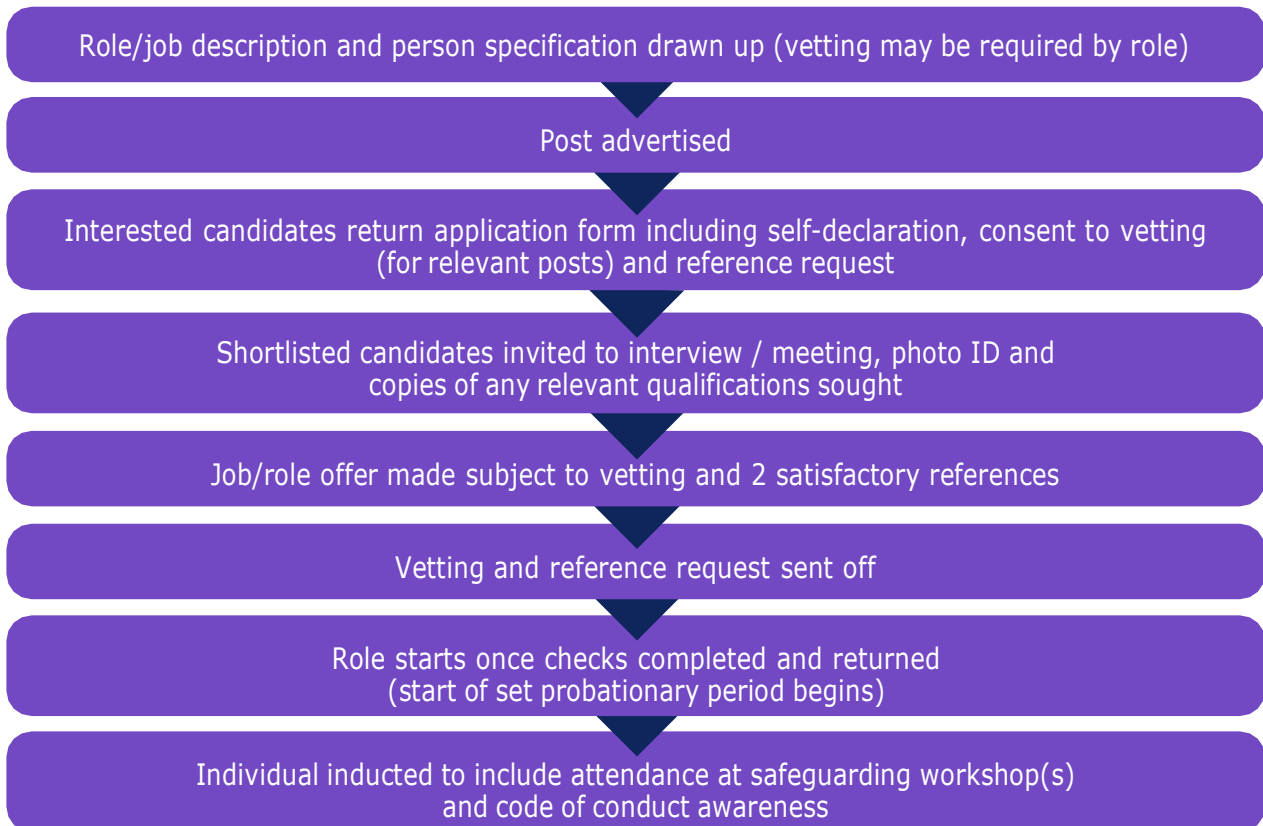 Role/job description and person specification drawn up (vetting may be required by role)
Post advertised
Interested candidates return application form including self-declaration, consent to vetting
(for relevant posts) and reference request
Shortlisted candidates invited to interview / meeting, photo ID and
copies of any relevant qualifications sought
Job/role offer made subject to vetting and 2 satisfactory references
Vetting and reference request sent off
Role starts once checks completed and returned
(start of set probationary period begins)
Individual inducted to include attendance at safeguarding workshop(s)
and code of conduct awareness